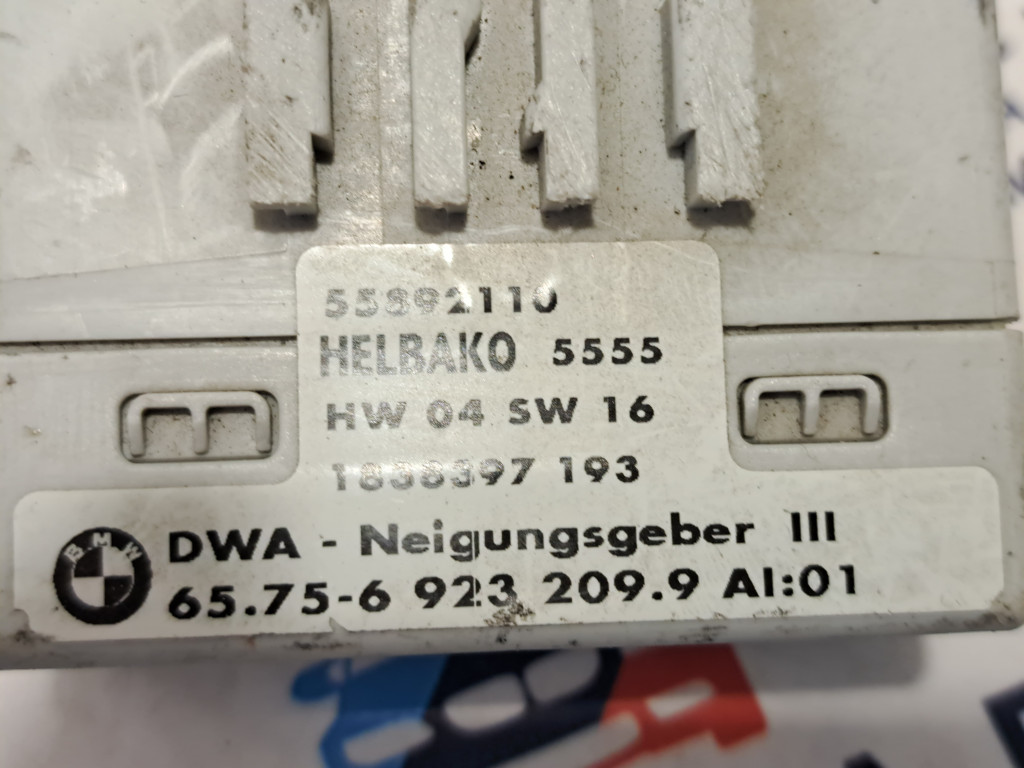 55892110
HELBAKO 5555
HW 04 SW 16
1838397 193
BMW
DWA - Neigungsgeber III
65.75-6 923 209.9 AI:01